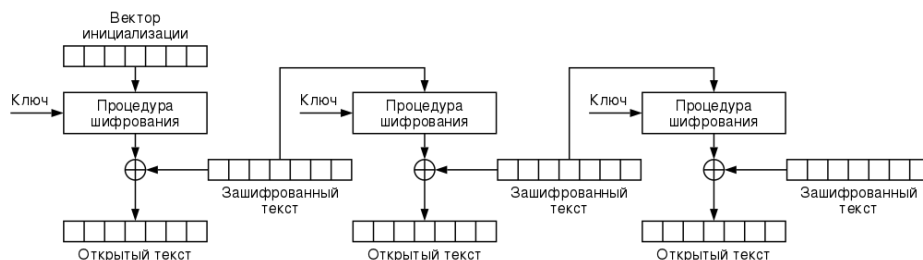 Вектор
инициализации
Ключ
Процедура
шифрования
Ключ
Процедура
шифрования
Ключ
Процедура
шифрования
Зашифрованный
текст
Зашифрованный
текст
Зашифрованный
текст
Открытый текст
Открытый текст
Открытый текст